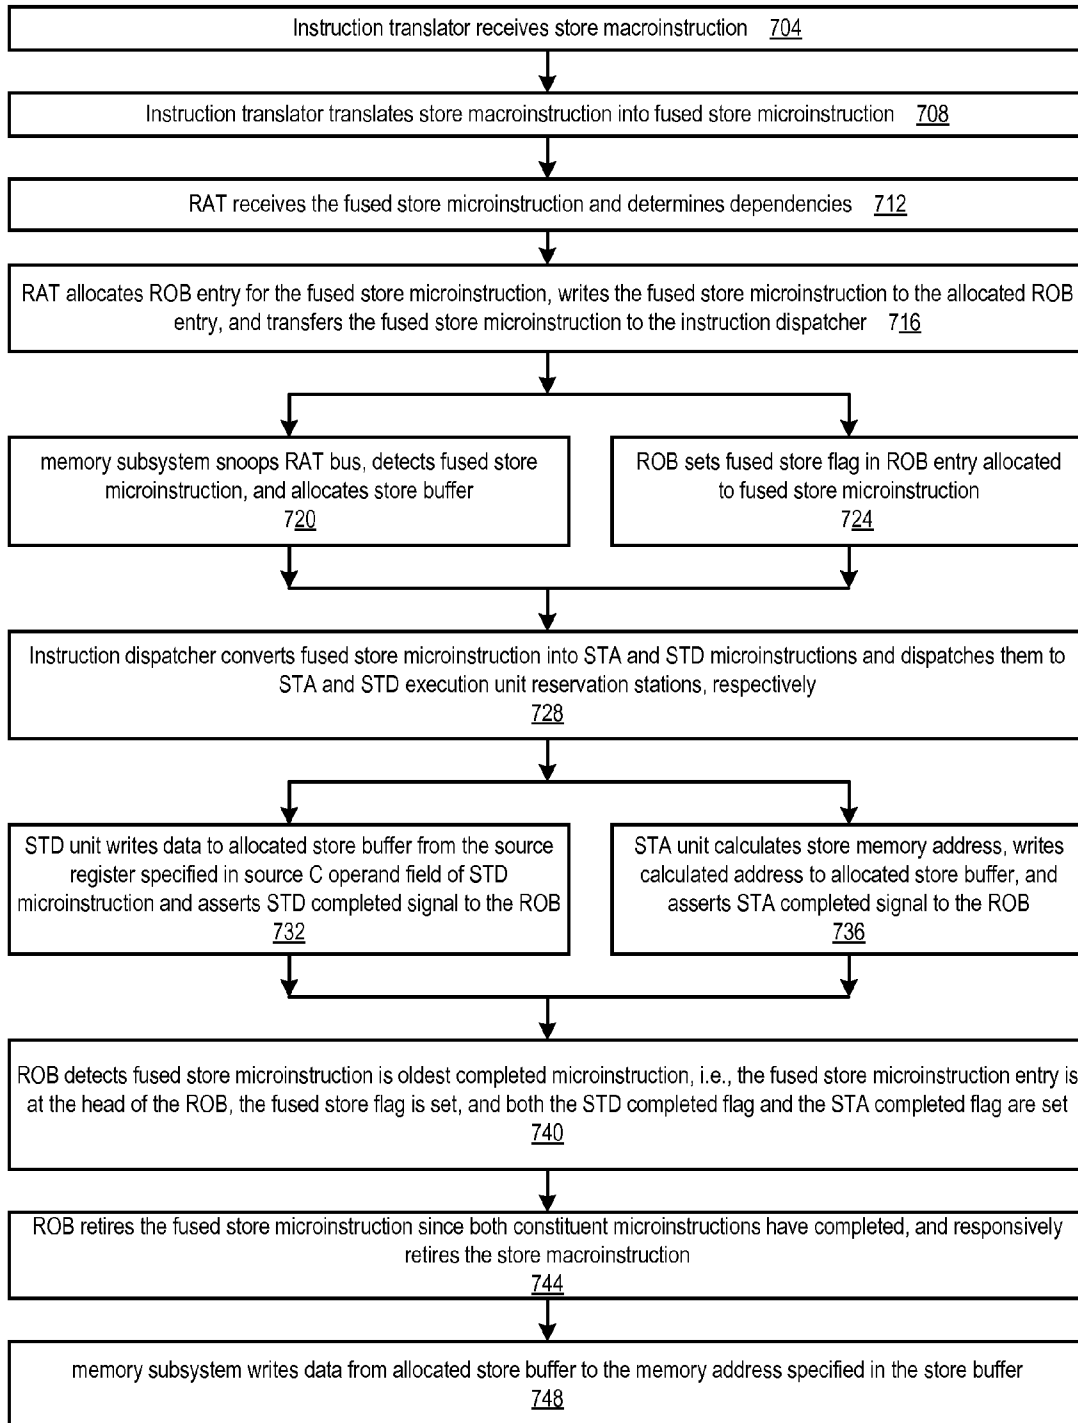 Instruction translator receives store macroinstruction 704
Instruction translator translates store macroinstruction into fused store microinstruction 708
RAT receives the fused store microinstruction and determines dependencies 712
RAT allocates ROB entry for the fused store microinstruction, writes the fused store microinstruction to the allocated ROB
entry, and transfers the fused store microinstruction to the instruction dispatcher 716
memory subsystem snoops RAT bus, detects fused store
microinstruction, and allocates store buffer
720
ROB sets fused store flag in ROB entry allocated
to fused store microinstruction
724
Instruction dispatcher converts fused store microinstruction into STA and STD microinstructions and dispatches them to
STA and STD execution unit reservation stations, respectively
728
STD unit writes data to allocated store buffer from the source
register specified in source C operand field of STD
microinstruction and asserts STD completed signal to the ROB
732
STA unit calculates store memory address, writes
calculated address to allocated store buffer, and
asserts STA completed signal to the ROB
736
ROB detects fused store microinstruction is oldest completed microinstruction, i.e., the fused store microinstruction entry is
at the head of the ROB, the fused store flag is set, and both the STD completed flag and the STA completed flag are set
740
ROB retires the fused store microinstruction since both constituent microinstructions have completed, and responsively
retires the store macroinstruction
744
memory subsystem writes data from allocated store buffer to the memory address specified in the store buffer
748